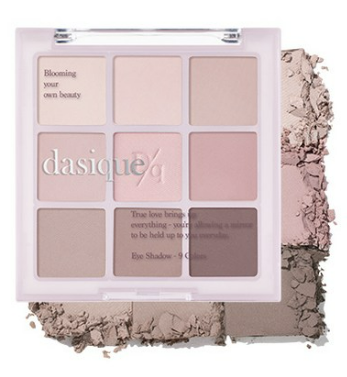 Blooming
your
own beauty
dasique
D/q
True love brings up
everything - you're allowing a mirror
to be held up to you everyday.
Eye Shadow - 9 Colors